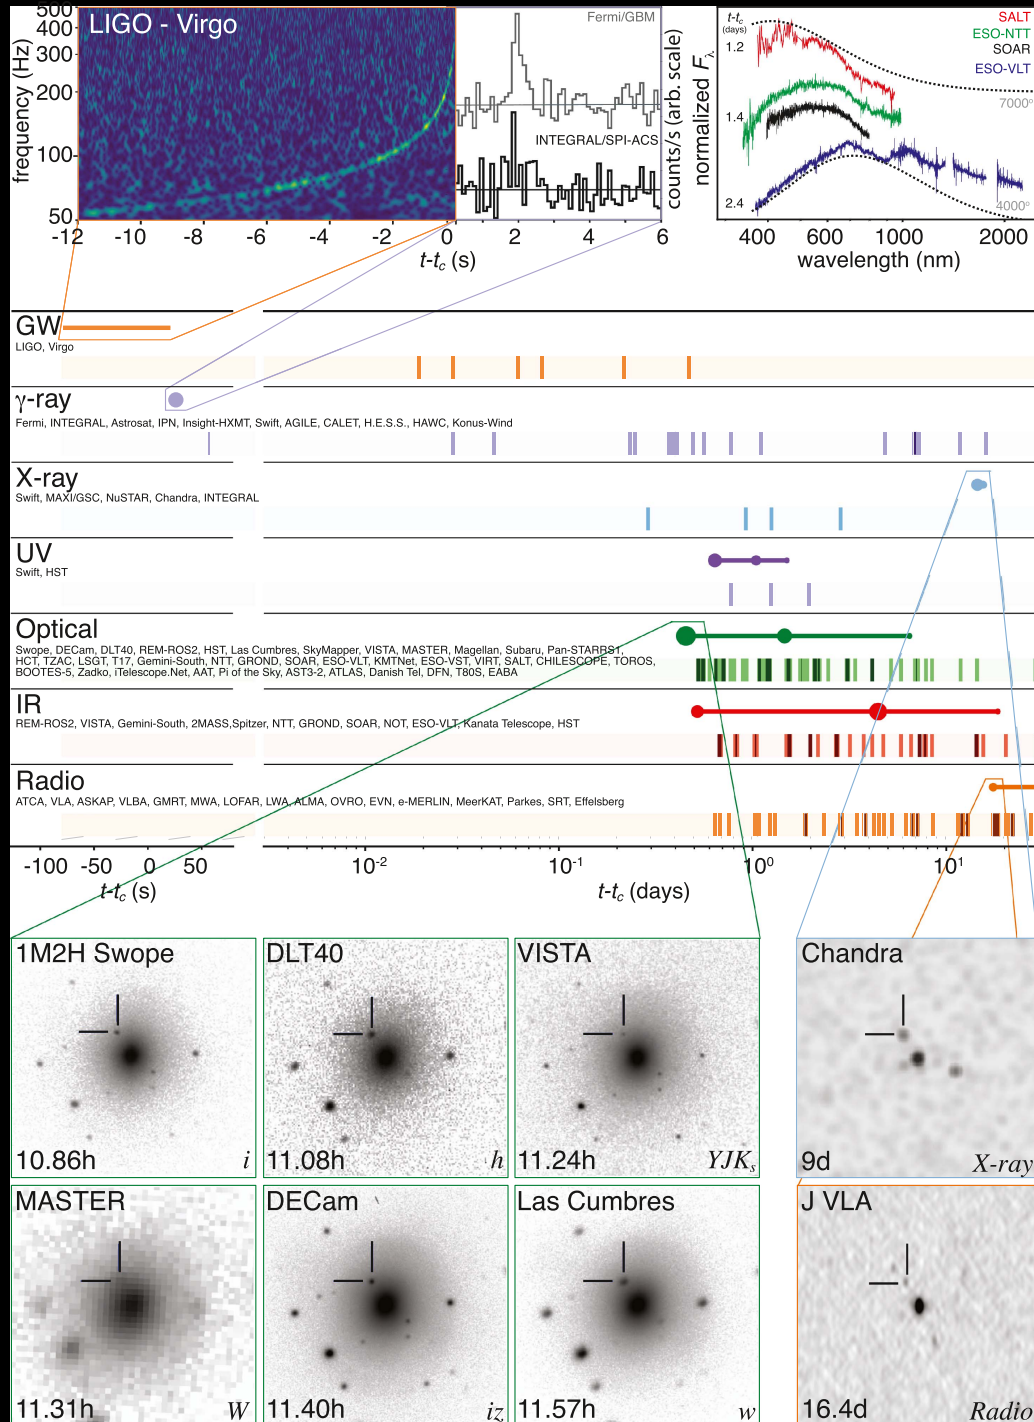 LIGO - Virgo
frequency (Hz)
500
400
300
200
100
50
-12 -10 -8 -6 -4 -2 0 2 4 6
t-tc (s)
Fermi/GBM
INTEGRAL/SPI-ACS
counts/s (arb. scale)
normalized Fλ
t-tc
(days)
1.2
1.4
2.4
SALT
ESO-NTT
SOAR
ESO-VLT
7000°
4000°
400 600 1000 2000
wavelength (nm)
GW
LIGO, Virgo
γ-ray
Fermi, INTEGRAL, Astrosat, IPN, Insight-HXMT, Swift, AGILE, CALET, H.E.S.S., HAWC, Konus-Wind
X-ray
Swift, MAXI/GSC, NuSTAR, Chandra, INTEGRAL
UV
Swift, HST
Optical
Swope, DECam, DLT40, REM-ROS2, HST, Las Cumbres, SkyMapper, VISTA, MASTER, Magellan, Subaru, Pan-STARRS1,
HCT, TZAC, LSGT, T17, Gemini-South, NTT, GROND, SOAR, ESO-VLT, KMTNet, ESO-VST, VIRT, SALT, CHILESCOPE, TOROS,
BOOTES-5, Zadko, iTelescope.Net, AAT, Pi of the Sky, AST3-2, ATLAS, Danish Tel, DFN, T80S, EABA
IR
REM-ROS2, VISTA, Gemini-South, 2MASS,Spitzer, NTT, GROND, SOAR, NOT, ESO-VLT, Kanata Telescope, HST
Radio
ATCA, VLA, ASKAP, VLBA, GMRT, MWA, LOFAR, LWA, ALMA, OVRO, EVN, e-MERLIN, MeerKAT, Parkes, SRT, Effelsberg
-100 -50 0 50 10-2 10-1 100 101
t-tc (s) t-tc (days)
1M2H Swope
10.86h i
DLT40
11.08h h
VISTA
11.24h YJKs
Chandra
9d X-ray
MASTER
11.31h W
DECam
11.40h iz
Las Cumbres
11.57h w
J VLA
16.4d Radio